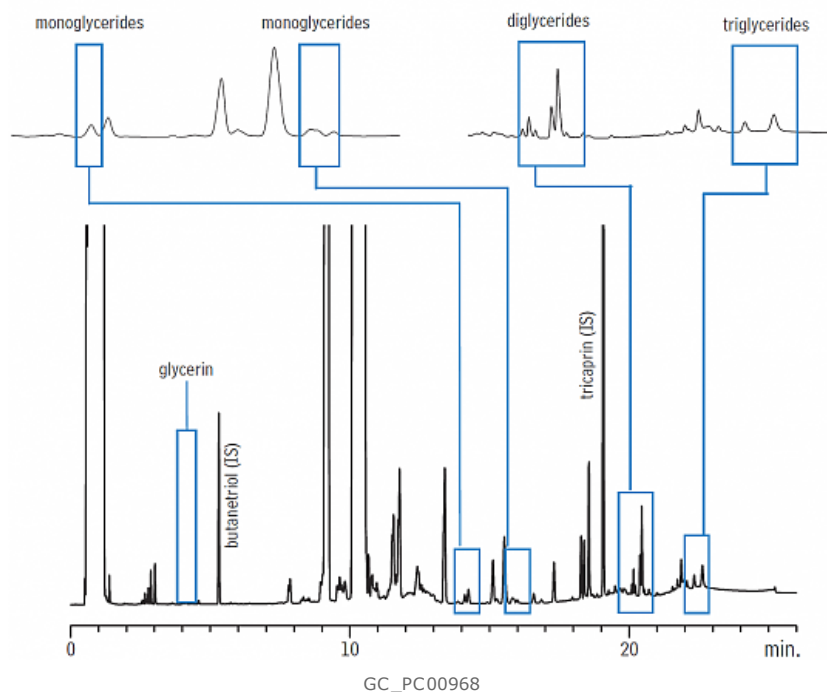 monoglycerides
monoglycerides
diglycerides
triglycerides
glycerin
butanetriol (IS)
tricaprin (IS)
0
10
20
min.
GC_PC00968